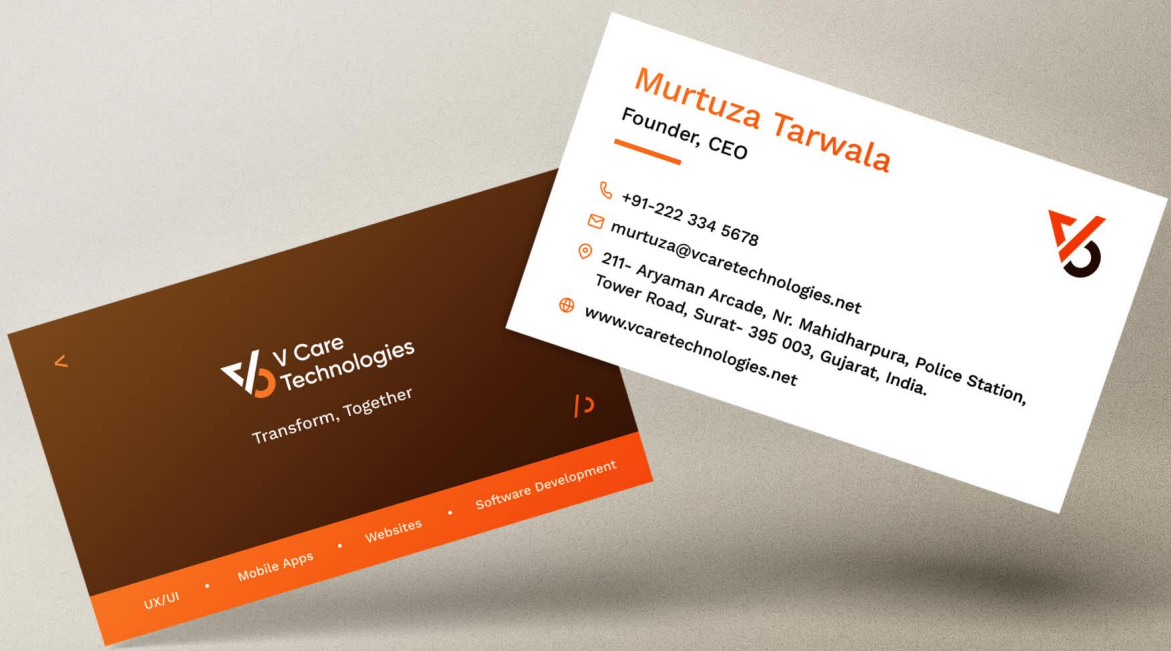 Murtuza Tarwala
Founder, CEO
+91-222 334 5678
murtuza@vcaretechnologies.net
211- Aryaman Arcade, Nr. Mahidharpura, Police Station,
Tower Road, Surat- 395 003, Gujarat, India.
www.vcaretechnologies.net
<
V Care
Technologies
Transform, Together
UX/UI • Mobile Apps • Websites • Software Development